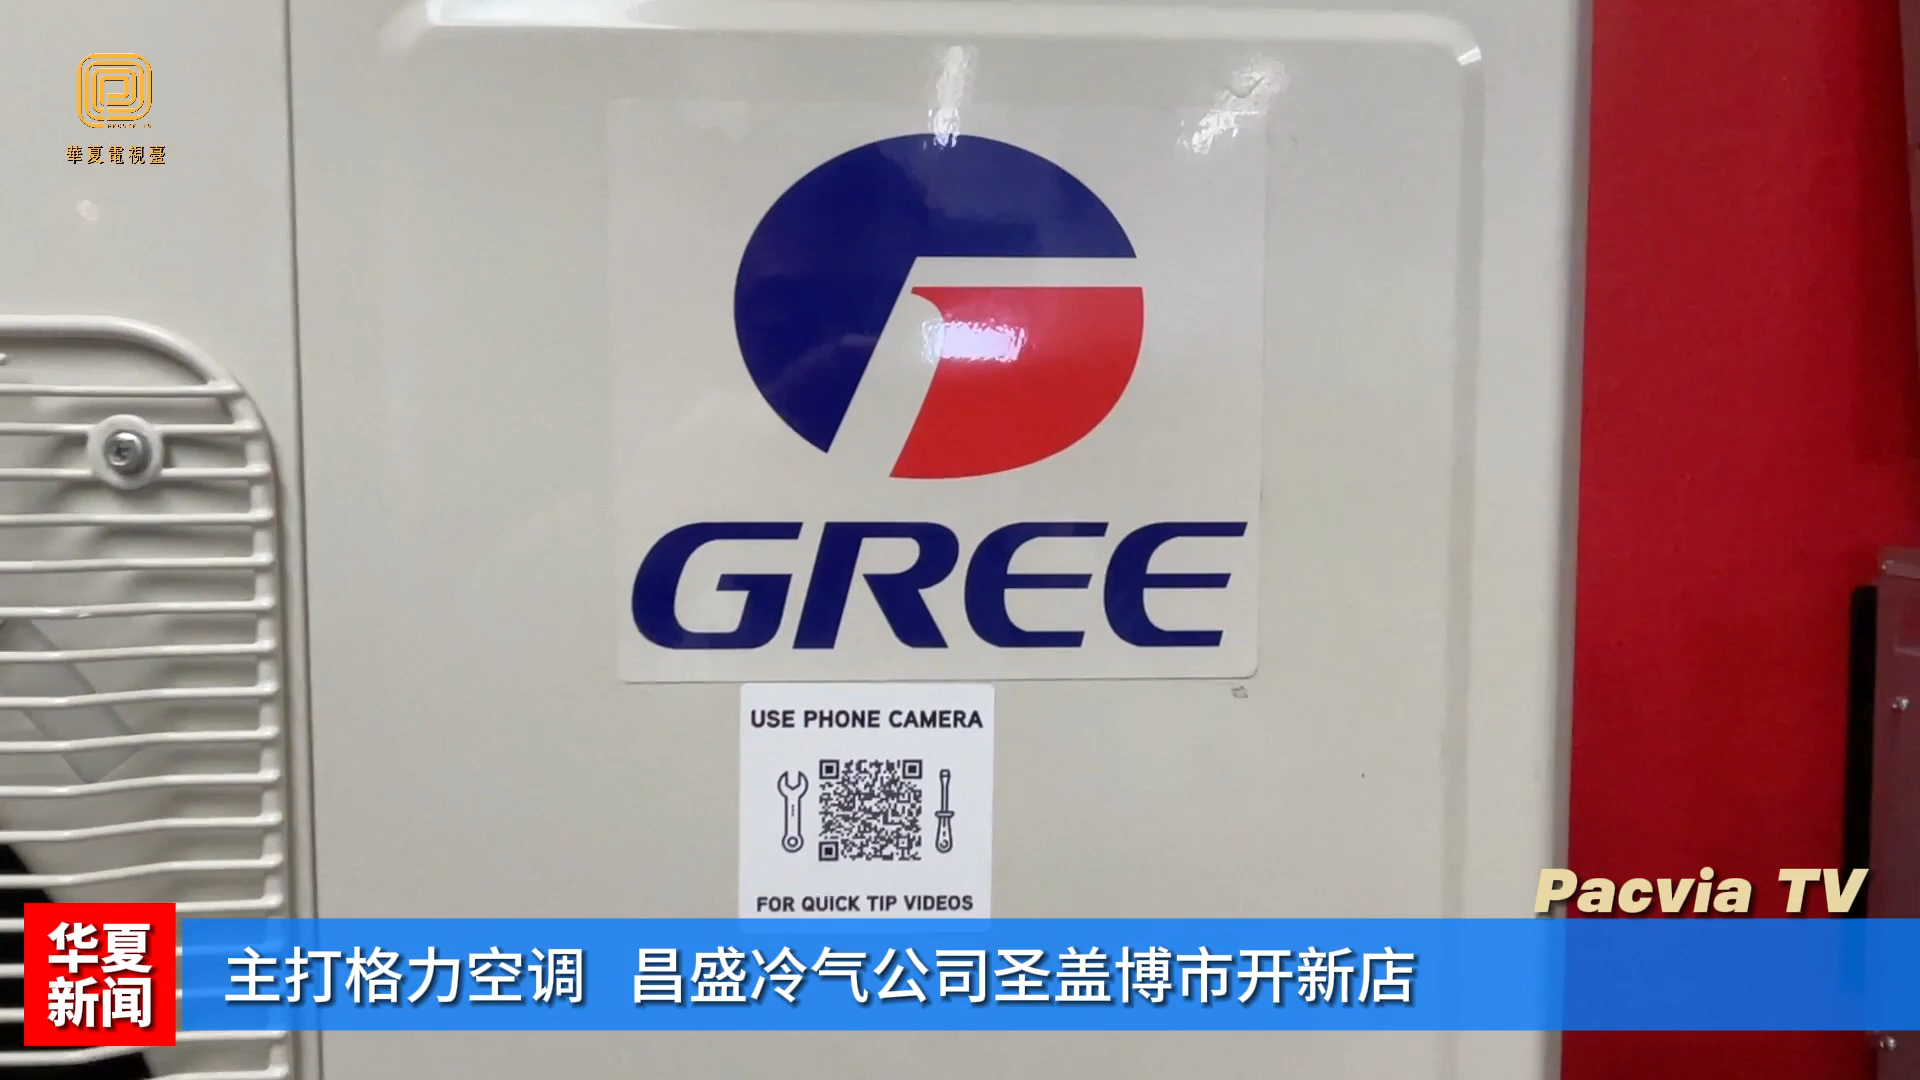 華夏電視臺
GREE
USE PHONE CAMERA
FOR QUICK TIP VIDEOS
Pacvia TV
华夏
新闻
主打格力空调 昌盛冷气公司圣盖博市开新店